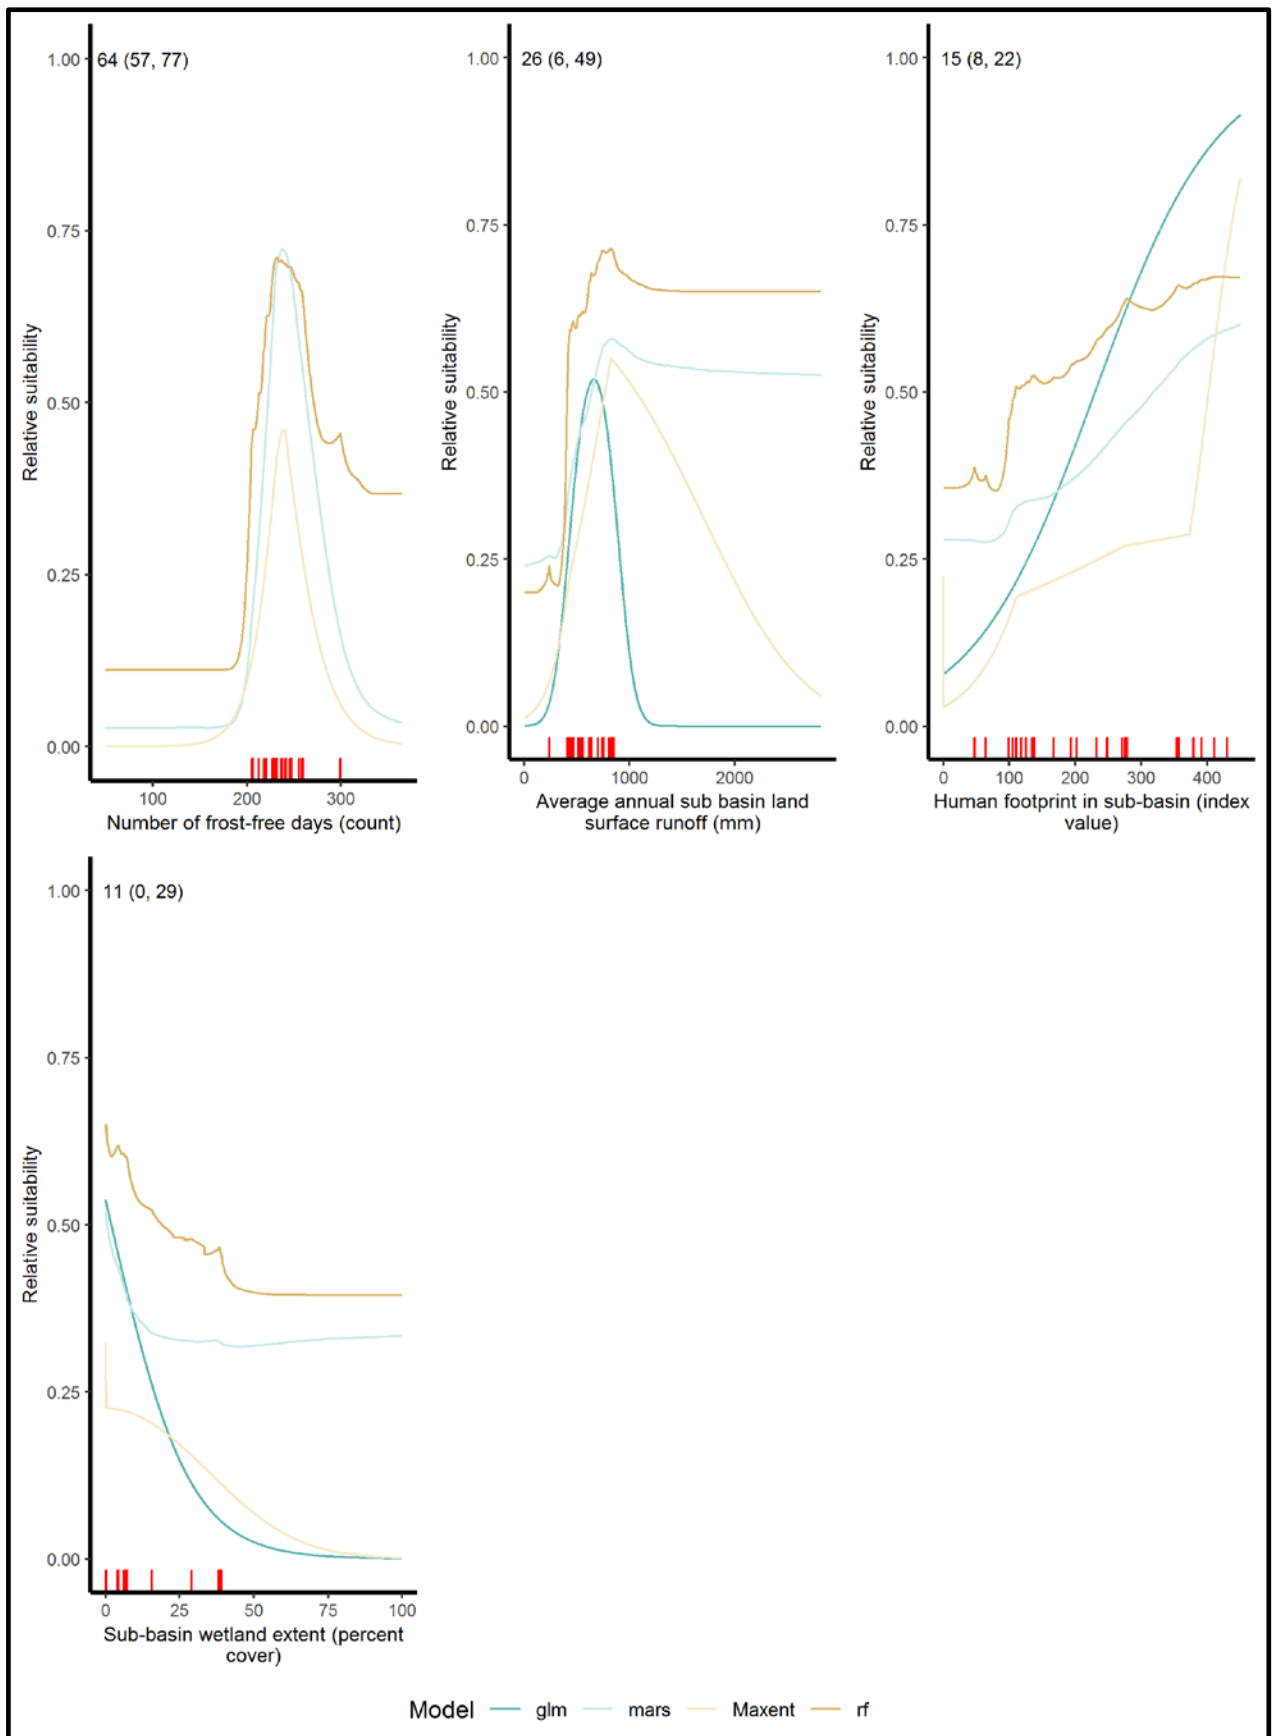 64 (57, 77)
1.00
0.75
0.50
0.25
0.00
Relative suitability
100 200 300
Number of frost-free days (count)
26 (6, 49)
1.00
0.75
0.50
0.25
0.00
Relative suitability
0 1000 2000
Average annual sub basin land
surface runoff (mm)
15 (8, 22)
1.00
0.75
0.50
0.25
0.00
Relative suitability
0 100 200 300 400
Human footprint in sub-basin (index
value)
11 (0, 29)
1.00
0.75
0.50
0.25
0.00
Relative suitability
0 25 50 75 100
Sub-basin wetland extent (percent
cover)
Model glm mars Maxent rf